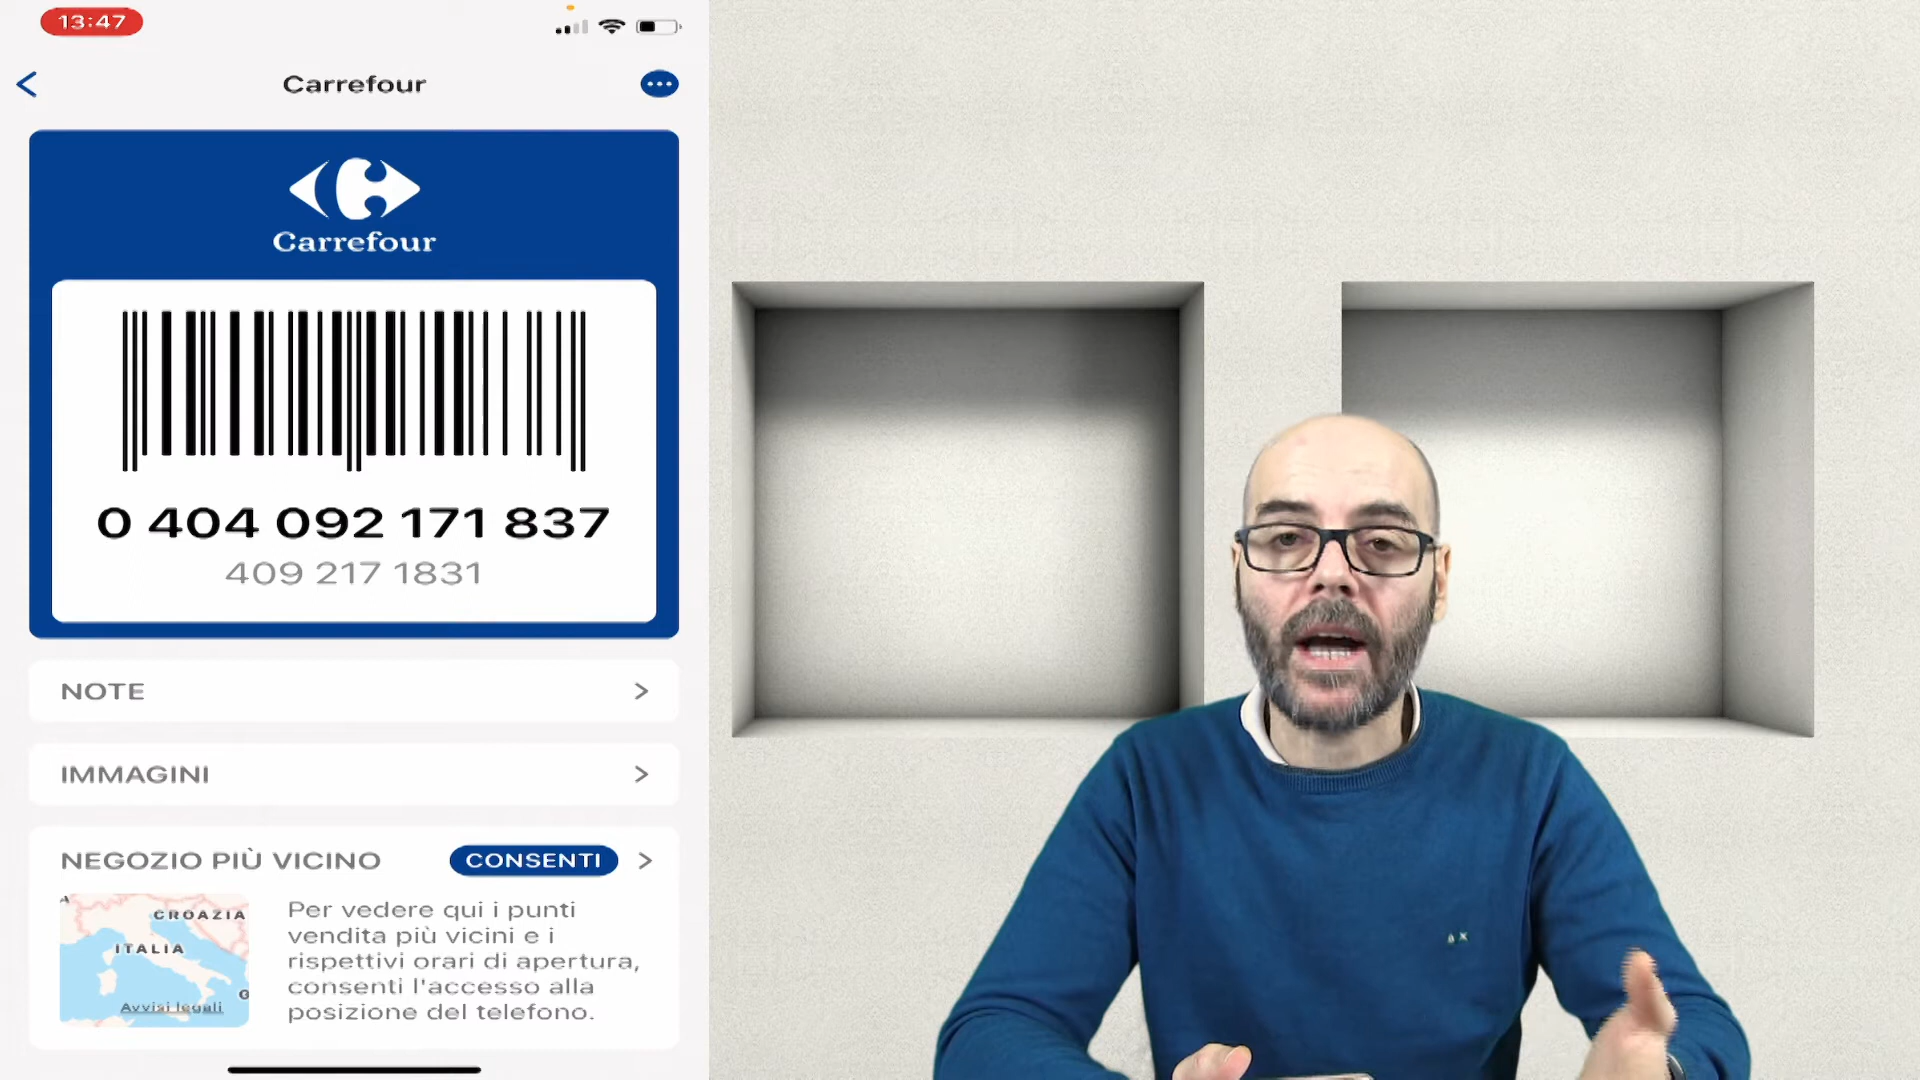 13:47
Carrefour
Carrefour
0 404 092 171 837
409 217 1831
NOTE
IMMAGINI
NEGOZIO PIÙ VICINO
CONSENTI
CROAZIA
ITALIA
Avvisi legali
Per vedere qui i punti
vendita più vicini e i
rispettivi orari di apertura,
consenti l'accesso alla
posizione del telefono.